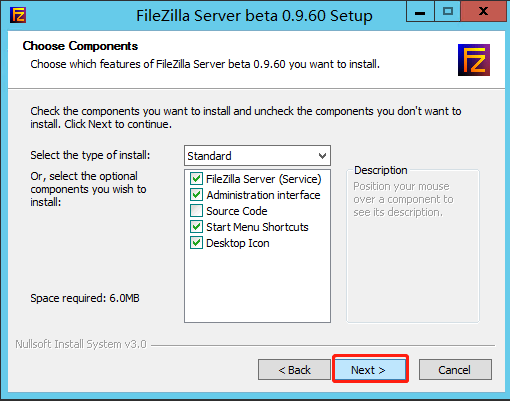 FileZilla Server beta 0.9.60 Setup
Choose Components
Choose which features of FileZilla Server beta 0.9.60 you want to install.
Check the components you want to install and uncheck the components you don't want to
install. Click Next to continue.
Select the type of install:
Standard
Or, select the optional
components you wish to
install:
FileZilla Server (Service)
Administration interface
Source Code
Start Menu Shortcuts
Desktop Icon
Description
Position your mouse
over a component to
see its description.
Space required: 6.0MB
Nullsoft Install System v3.0
< Back
Next >
Cancel